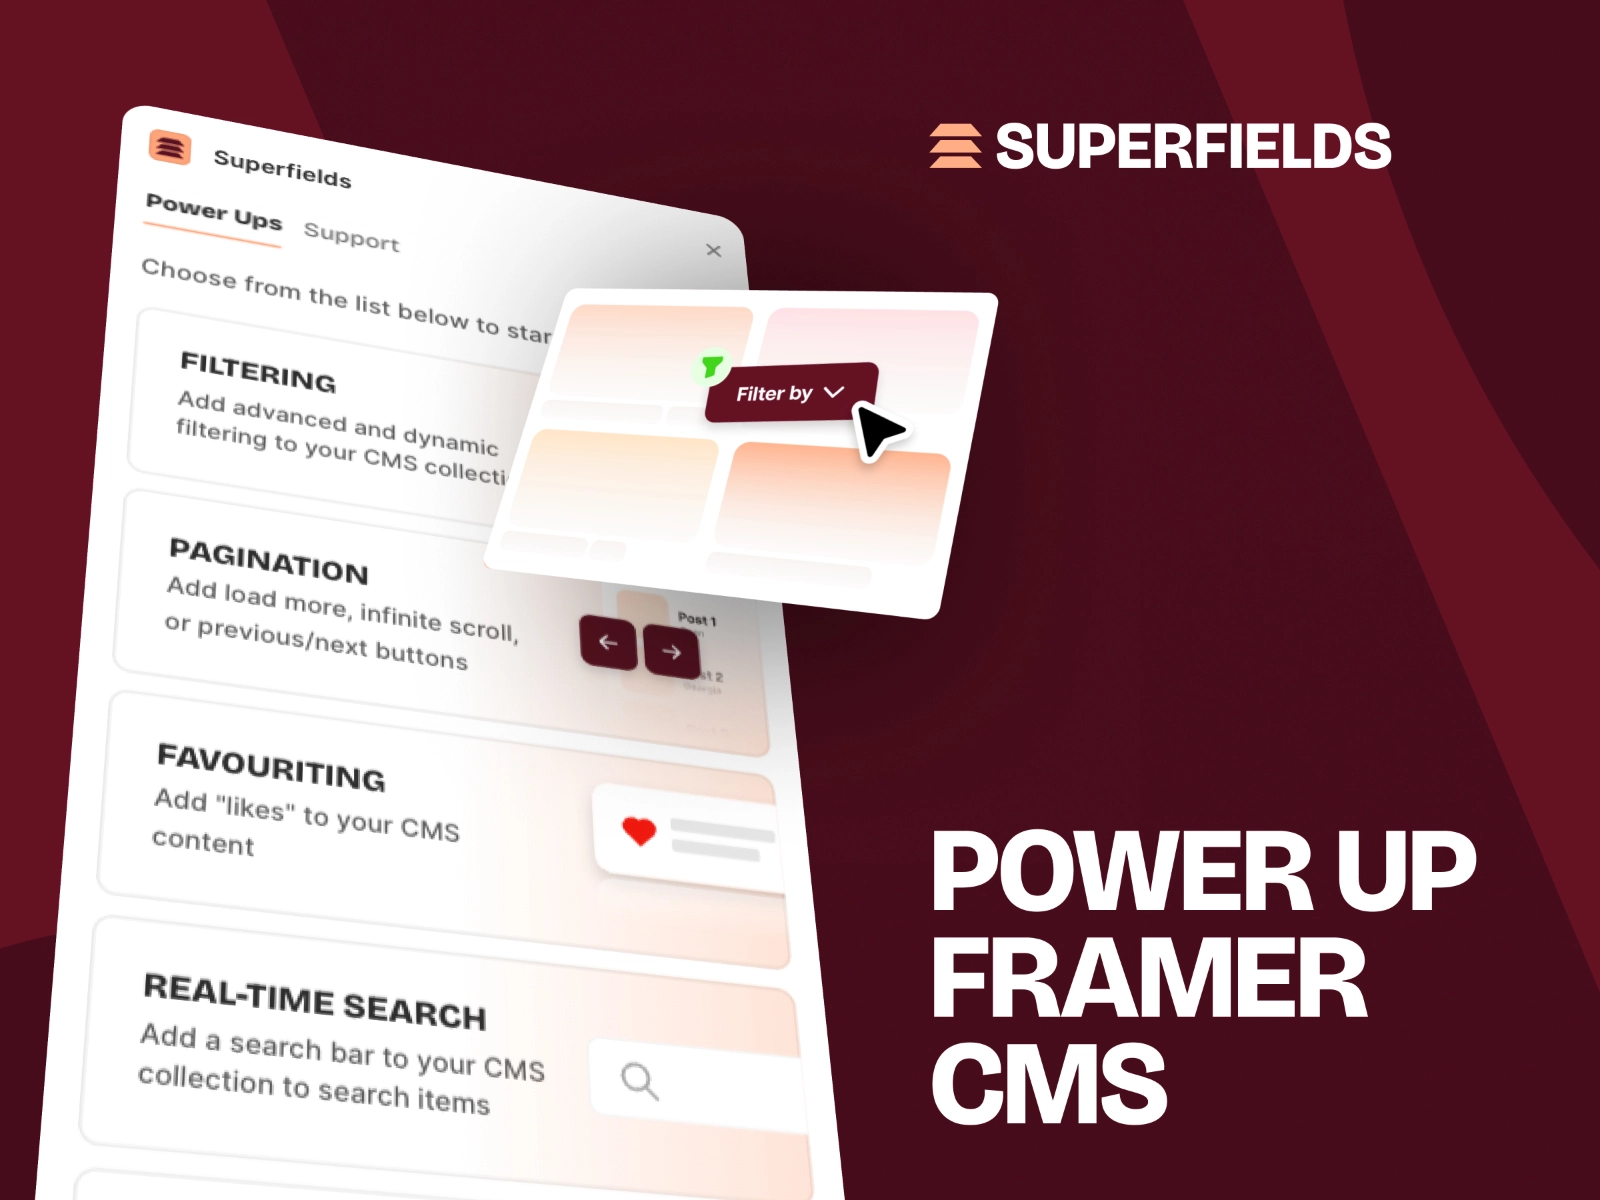 SUPERFIELDS
Superfields
Power Ups
Support
Choose from the list below to star
FILTERING
Add advanced and dynamic
filtering to your CMS collecti
Filter by
PAGINATION
Add load more, infinite scroll,
or previous/next buttons
Post 1
st 2
Georgia
FAVOURITING
Add "likes" to your CMS
content
REAL-TIME SEARCH
Add a search bar to your CMS
collection to search items
POWER UP
FRAMER
CMS